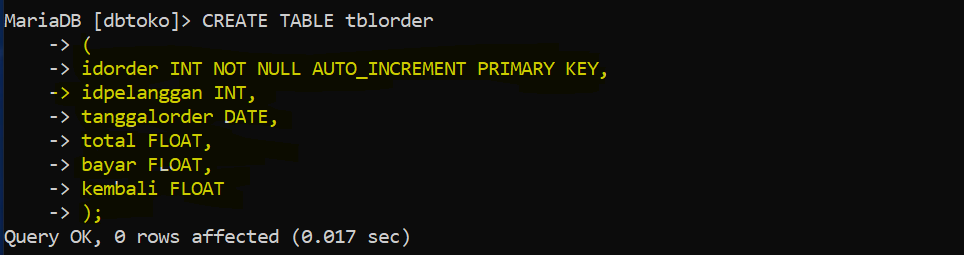 MariaDB [dbtoko]> CREATE TABLE tblorder
-> (
-> idorder INT NOT NULL AUTO_INCREMENT PRIMARY KEY,
-> idpelanggan INT,
-> tanggalorder DATE,
-> total FLOAT,
-> bayar FLOAT,
-> kembali FLOAT
-> );
Query OK, 0 rows affected (0.017 sec)